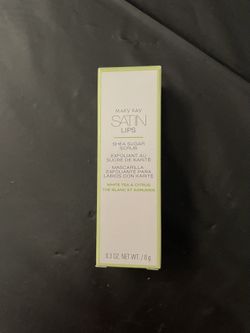 MARY KAY
SATIN
LIPS
SHEA SUGAR
SCRUB
EXFOLIANT AU
SUCRE DE KARITÉ
MASCARILLA
EXFOLIANTE PARA
LABIOS CON KARITÉ
WHITE TEA & CITRUS
THÉ BLANC ET AGRUMES
0.3 OZ. NET WT. / 8 g